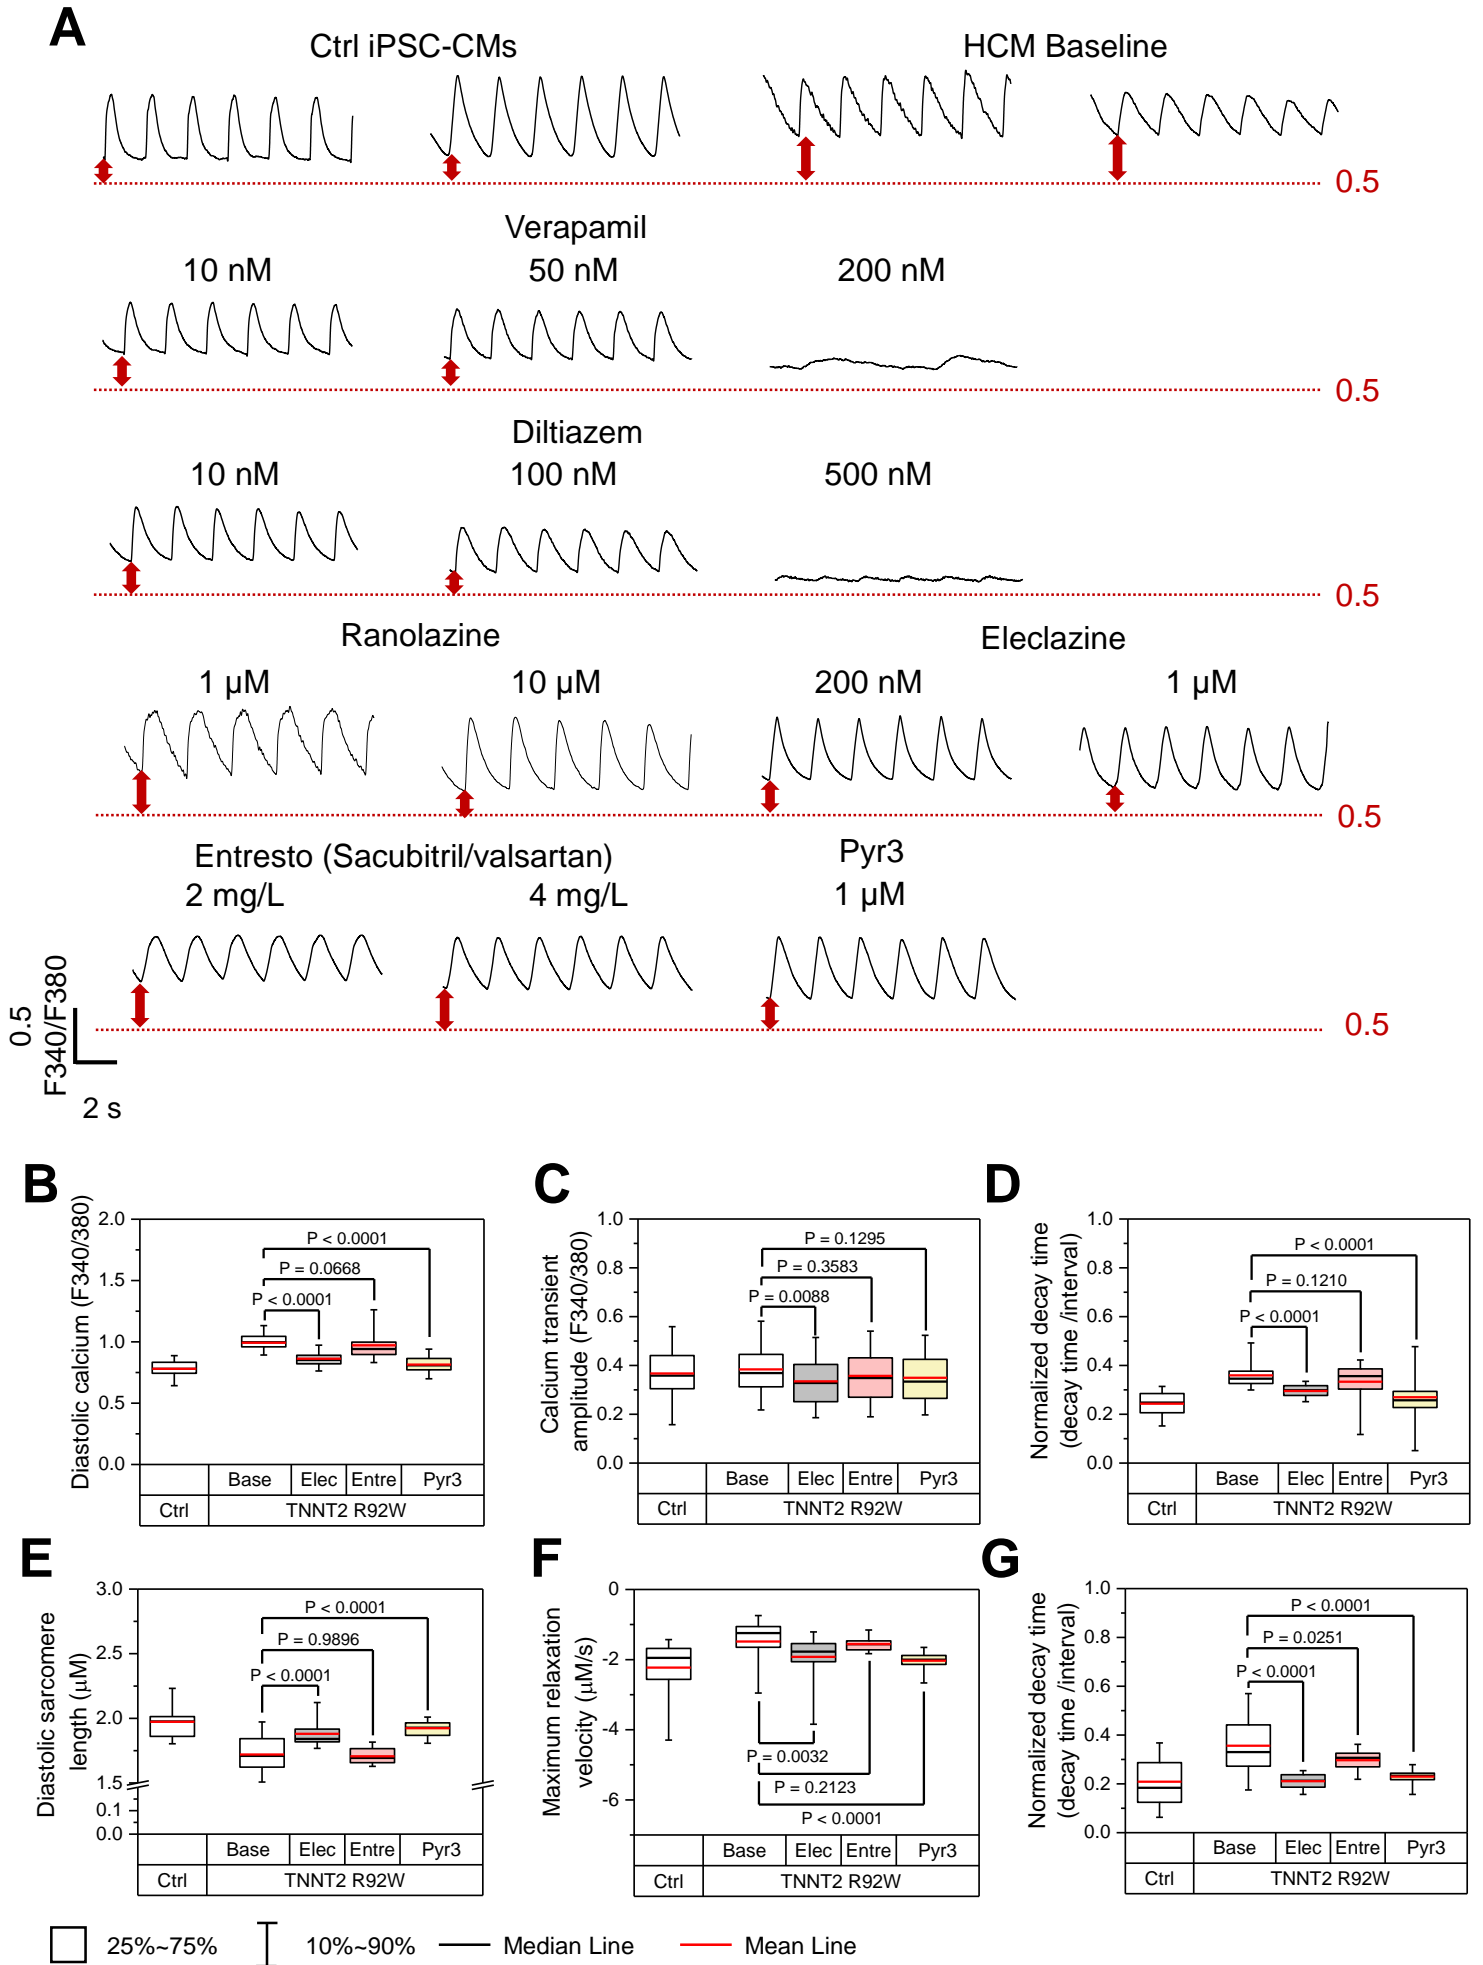 A
Ctrl iPSC-CMs
HCM Baseline
0.5
Verapamil
10 nM
50 nM
200 nM
0.5
Diltiazem
10 nM
100 nM
500 nM
0.5
Ranolazine
Eleclazine
1 µM
10 µM
200 nM
1 µM
0.5
Entresto (Sacubitril/valsartan)
Pyr3
2 mg/L
4 mg/L
1 µM
0.5
0.5
F340/F380
2 s
B
Diastolic calcium (F340/380)
2.0
1.5
1.0
0.5
0.0
P < 0.0001
P = 0.0668
P < 0.0001
Base
Elec
Entre
Pyr3
Ctrl
TNNT2 R92W
C
Calcium transient
amplitude (F340/380)
1.0
0.8
0.6
0.4
0.2
0.0
P = 0.1295
P = 0.3583
P = 0.0088
Base
Elec
Entre
Pyr3
Ctrl
TNNT2 R92W
D
Normalized decay time
(decay time /interval)
1.0
0.8
0.6
0.4
0.2
0.0
P < 0.0001
P = 0.1210
P < 0.0001
Base
Elec
Entre
Pyr3
Ctrl
TNNT2 R92W
E
Diastolic sarcomere
length (µM)
3.0
2.5
2.0
1.5
0.1
0.0
P < 0.0001
P = 0.9896
P < 0.0001
Base
Elec
Entre
Pyr3
Ctrl
TNNT2 R92W
F
Maximum relaxation
velocity (µM/s)
0
-2
-4
-6
P = 0.0032
P = 0.2123
P < 0.0001
Base
Elec
Entre
Pyr3
Ctrl
TNNT2 R92W
G
Normalized decay time
(decay time /interval)
1.0
0.8
0.6
0.4
0.2
0.0
P < 0.0001
P = 0.0251
P < 0.0001
Base
Elec
Entre
Pyr3
Ctrl
TNNT2 R92W
25%~75%
10%~90%
Median Line
Mean Line